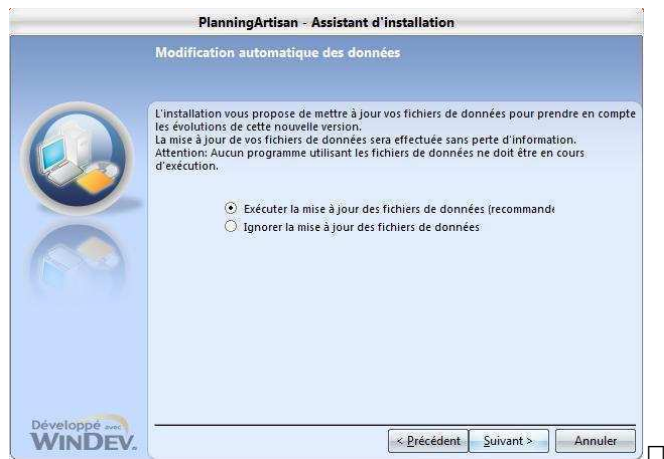 PlanningArtisan - Assistant d'installation
Modification automatique des données
L'installation vous propose de mettre à jour vos fichiers de données pour prendre en compte
les évolutions de cette nouvelle version.
La mise à jour de vos fichiers de données sera effectuée sans perte d'information.
Attention: Aucun programme utilisant les fichiers de données ne doit être en cours
d'exécution.
Exécuter la mise à jour des fichiers de données (recommandé
Ignorer la mise à jour des fichiers de données
Développé avec
WINDEV.
< Précédent
Suivant >
Annuler